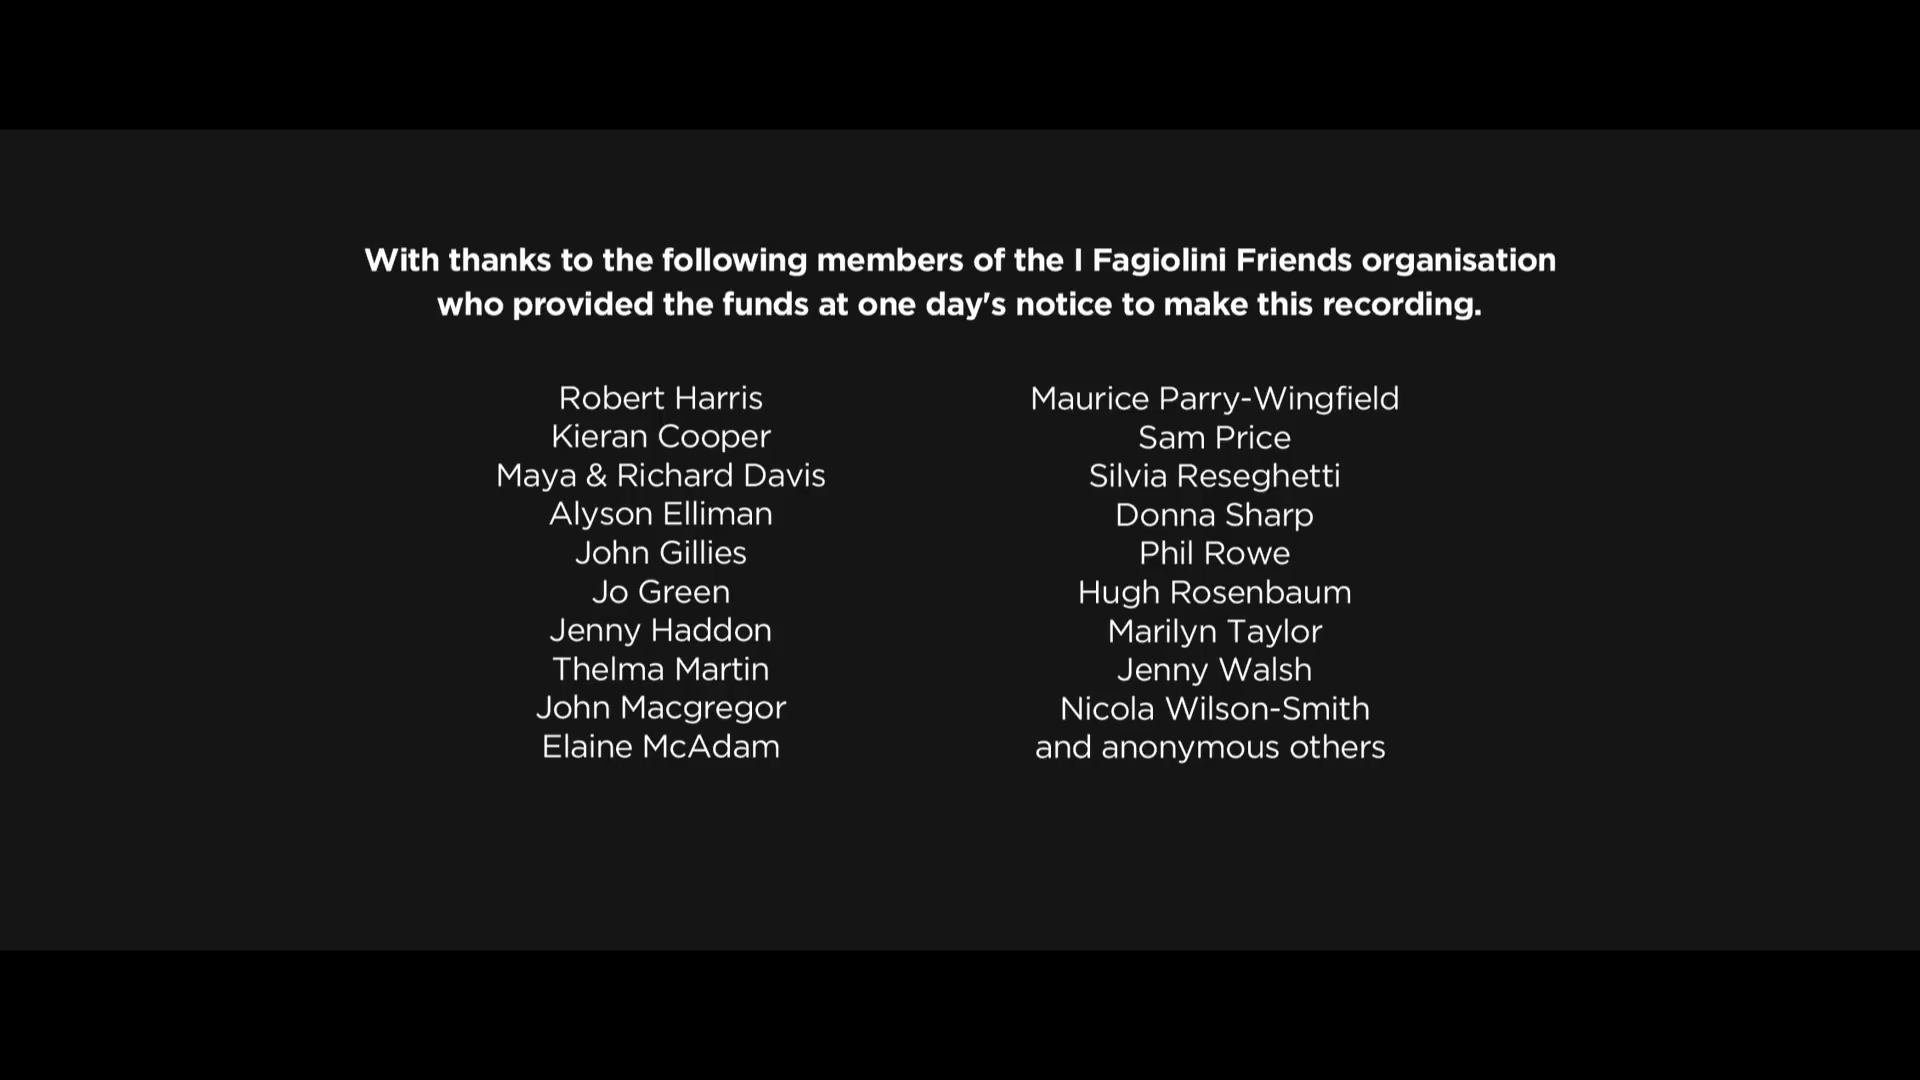 With thanks to the following members of the I Fagiolini Friends organisation
who provided the funds at one day's notice to make this recording.
Robert Harris
Kieran Cooper
Maya & Richard Davis
Alyson Elliman
John Gillies
Jo Green
Jenny Haddon
Thelma Martin
John Macgregor
Elaine McAdam
Maurice Parry-Wingfield
Sam Price
Silvia Reseghetti
Donna Sharp
Phil Rowe
Hugh Rosenbaum
Marilyn Taylor
Jenny Walsh
Nicola Wilson-Smith
and anonymous others